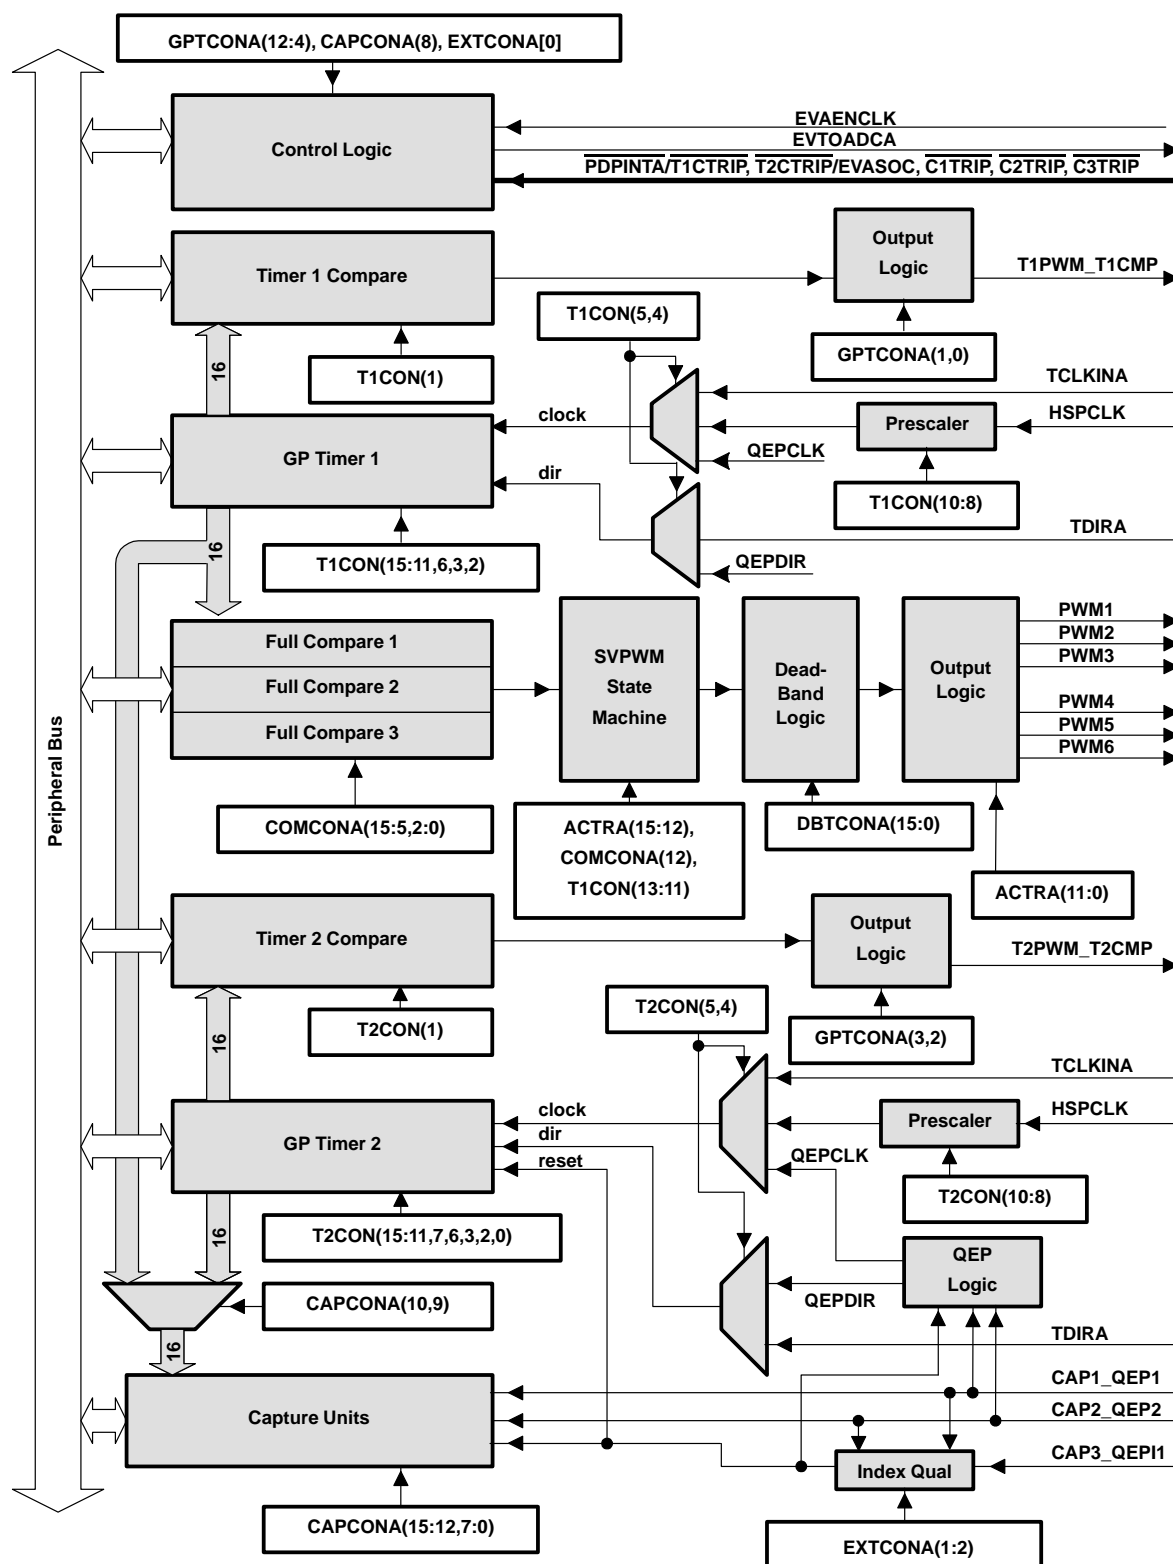 GPTCONA(12:4), CAPCONA(8), EXTCONA[0]
Control Logic
EVAENCLK
EVTOADCA
PDPINTA/T1CTRIP, T2CTRIP/EVASOC, C1TRIP, C2TRIP, C3TRIP
Timer 1 Compare
Output
Logic
T1PWM_T1CMP
T1CON(5,4)
GPTCONA(1,0)
16
T1CON(1)
TCLKINA
clock
Prescaler
HSPCLK
GP Timer 1
QEPCLK
dir
T1CON(10:8)
TDIRA
16
T1CON(15:11,6,3,2)
QEPDIR
Full Compare 1
Full Compare 2
Full Compare 3
SVPWM
State
Machine
Dead-
Band
Logic
Output
Logic
PWM1
PWM2
PWM3
PWM4
PWM5
PWM6
Peripheral Bus
COMCONA(15:5,2:0)
ACTRA(15:12),
COMCONA(12),
T1CON(13:11)
DBTCONA(15:0)
ACTRA(11:0)
Timer 2 Compare
Output
Logic
T2PWM_T2CMP
T2CON(5,4)
GPTCONA(3,2)
16
T2CON(1)
TCLKINA
clock
Prescaler
HSPCLK
GP Timer 2
dir
QEPCLK
reset
T2CON(10:8)
16
T2CON(15:11,7,6,3,2,0)
QEP
Logic
CAPCONA(10,9)
QEPDIR
TDIRA
16
CAP1_QEP1
Capture Units
CAP2_QEP2
Index Qual
CAP3_QEPI1
CAPCONA(15:12,7:0)
EXTCONA(1:2)